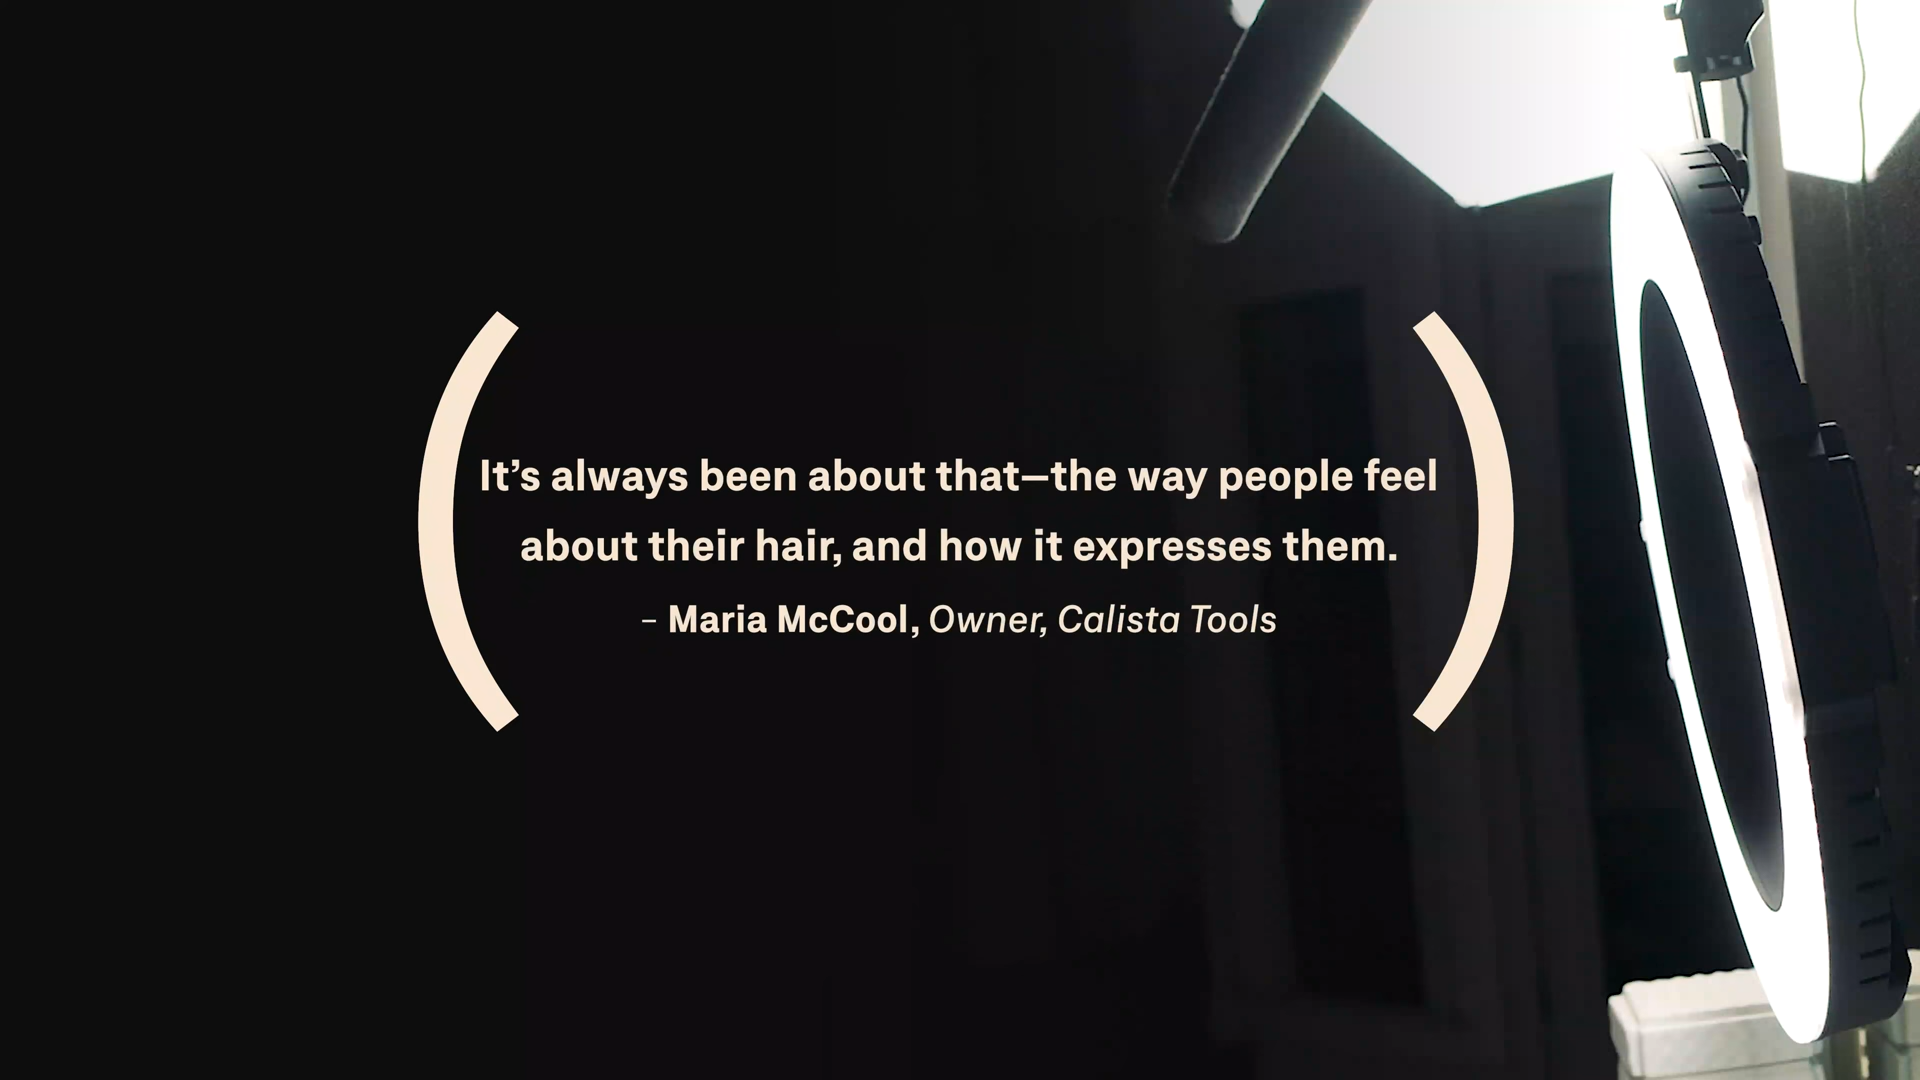 It’s always been about that—the way people feel
about their hair, and how it expresses them.
– Maria McCool, Owner, Calista Tools